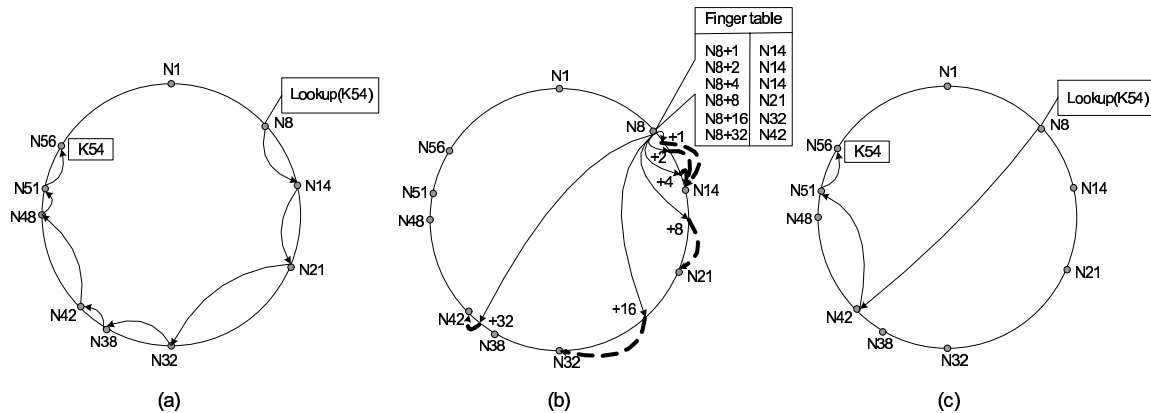 N1
Lookup(K54)
N8
N56
K54
N51
N14
N48
N21
N42
N38
N32
(a)
Finger table
N8+1 N14
N8+2 N14
N8+4 N14
N8+8 N21
N8+16 N32
N8+32 N42
N1
N8
+1
N56
+2
+4
N51
N14
N48
+8
N21
+16
N42
+32
N38
N32
(b)
N1
Lookup(K54)
N8
N56
K54
N51
N14
N48
N21
N42
N38
N32
(c)